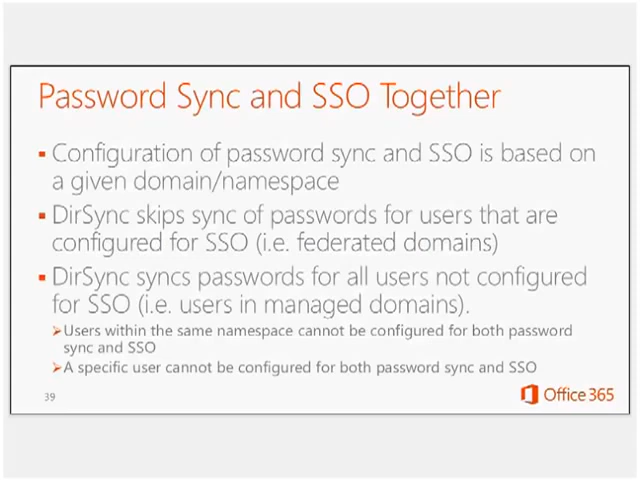 Password Sync and SSO Together
▪ Configuration of password sync and SSO is based on
a given domain/namespace
▪ DirSync skips sync of passwords for users that are
configured for SSO (i.e. federated domains)
▪ DirSync syncs passwords for all users not configured
for SSO (i.e. users in managed domains).
➢Users within the same namespace cannot be configured for both password
sync and SSO
➢A specific user cannot be configured for both password sync and SSO
39
Office 365